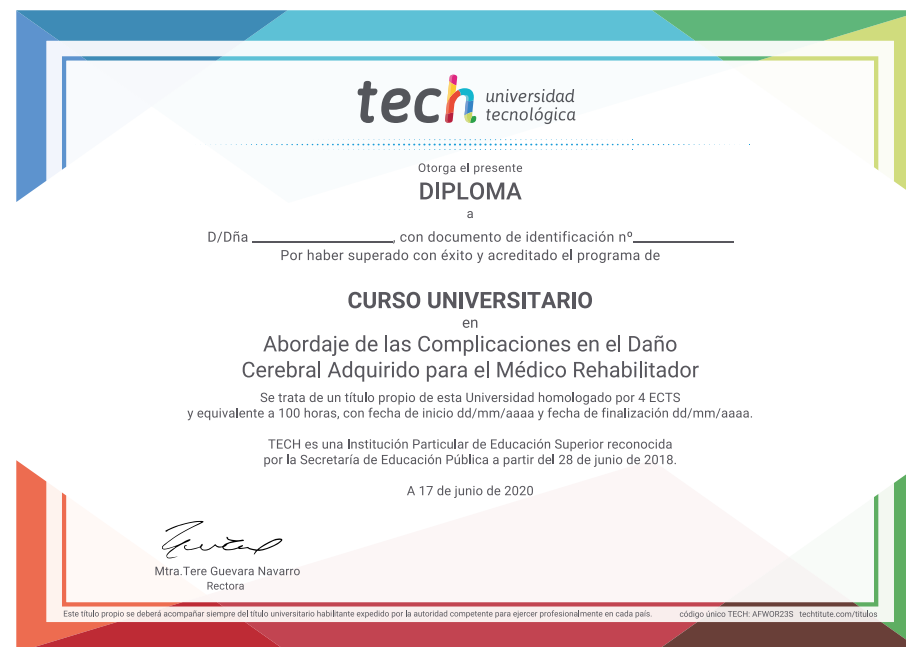 tech universidad
tecnológica
Otorga el presente
DIPLOMA
a
D/Dña ____________________, con documento de identificación nº______________
Por haber superado con éxito y acreditado el programa de
CURSO UNIVERSITARIO
en
Abordaje de las Complicaciones en el Daño
Cerebral Adquirido para el Médico Rehabilitador
Se trata de un título propio de esta Universidad homologado por 4 ECTS
y equivalente a 100 horas, con fecha de inicio dd/mm/aaaa y fecha de finalización dd/mm/aaaa.
TECH es una Institución Particular de Educación Superior reconocida
por la Secretaría de Educación Pública a partir del 28 de junio de 2018.
A 17 de junio de 2020
Mtra.Tere Guevara Navarro
Rectora
Este título propio se deberá acompañar siempre del título universitario habilitante expedido por la autoridad competente para ejercer profesionalmente en cada país. código único TECH: AFWOR23S techtitute.com/titulos